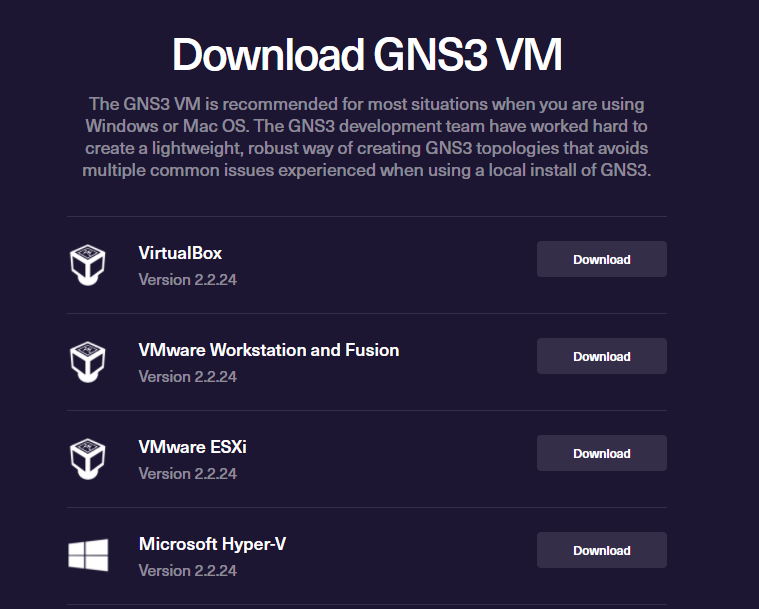 Download GNS3 VM
The GNS3 VM is recommended for most situations when you are using
Windows or Mac OS. The GNS3 development team have worked hard to
create a lightweight, robust way of creating GNS3 topologies that avoids
multiple common issues experienced when using a local install of GNS3.
VirtualBox
Download
Version 2.2.24
VMware Workstation and Fusion
Download
Version 2.2.24
VMware ESXi
Download
Version 2.2.24
Microsoft Hyper-V
Download
Version 2.2.24